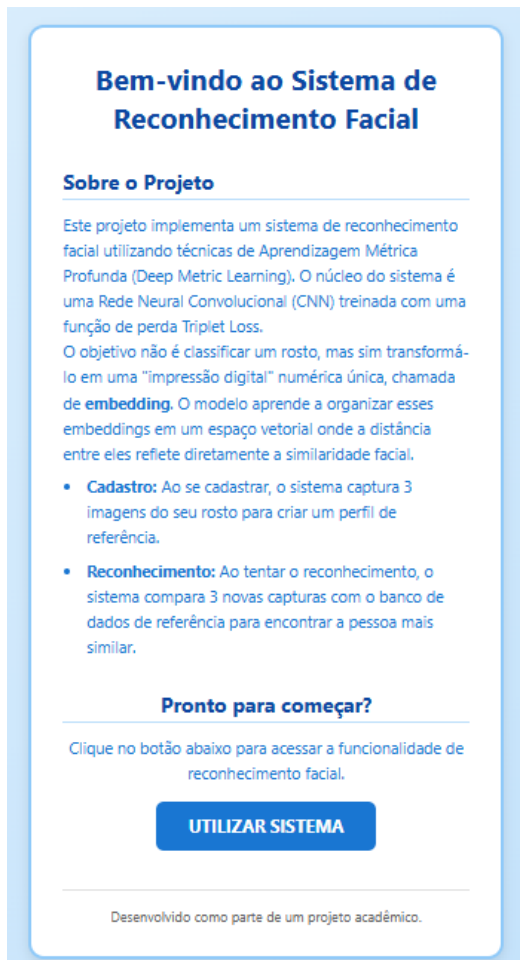 Bem-vindo ao Sistema de
Reconhecimento Facial
Sobre o Projeto
Este projeto implementa um sistema de reconhecimento
facial utilizando técnicas de Aprendizagem Métrica
Profunda (Deep Metric Learning). O núcleo do sistema é
uma Rede Neural Convolucional (CNN) treinada com uma
função de perda Triplet Loss.
O objetivo não é classificar um rosto, mas sim transformá-
lo em uma "impressão digital" numérica única, chamada
de embedding. O modelo aprende a organizar esses
embeddings em um espaço vetorial onde a distância
entre eles reflete diretamente a similaridade facial.
• Cadastro: Ao se cadastrar, o sistema captura 3
imagens do seu rosto para criar um perfil de
referência.
• Reconhecimento: Ao tentar o reconhecimento, o
sistema compara 3 novas capturas com o banco de
dados de referência para encontrar a pessoa mais
similar.
Pronto para começar?
Clique no botão abaixo para acessar a funcionalidade de
reconhecimento facial.
UTILIZAR SISTEMA
Desenvolvido como parte de um projeto acadêmico.